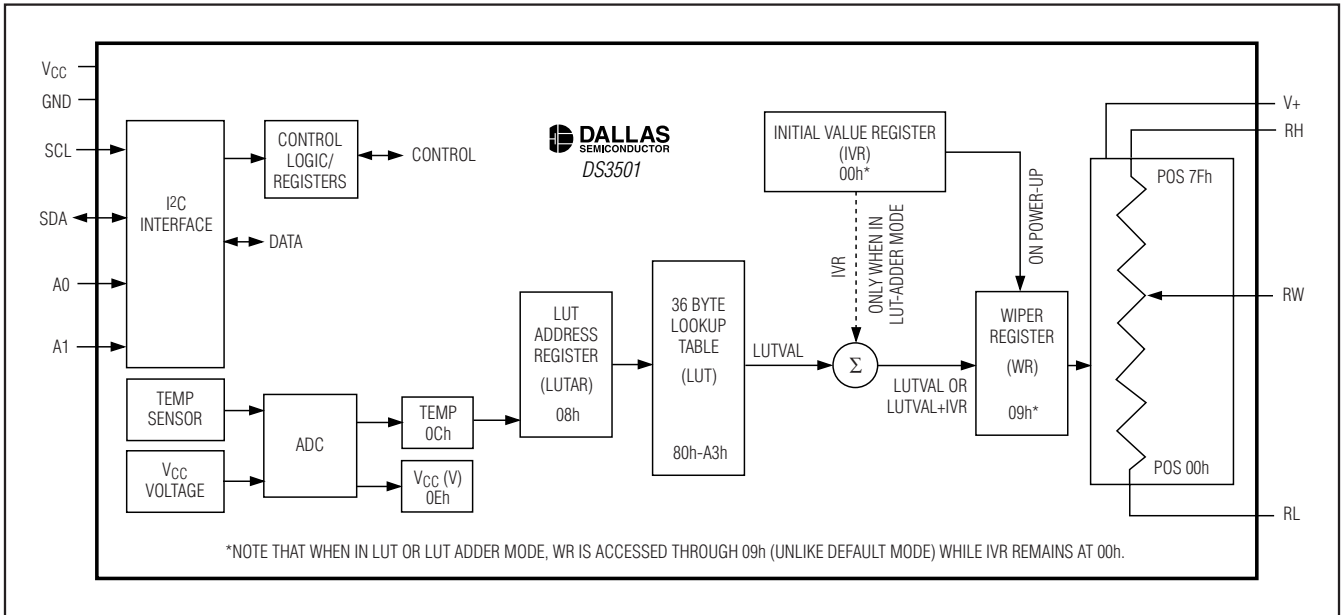 VCC
GND
SCL
SDA
A0
A1
I2C
INTERFACE
CONTROL
LOGIC/
REGISTERS
CONTROL
DATA
DALLAS
SEMICONDUCTOR
DS3501
TEMP
SENSOR
VCC
VOLTAGE
ADC
TEMP
0Ch
VCC (V)
0Eh
LUT
ADDRESS
REGISTER
(LUTAR)
08h
36 BYTE
LOOKUP
TABLE
(LUT)
80h-A3h
LUTVAL
INITIAL VALUE REGISTER
(IVR)
00h*
IVR
ONLY WHEN IN
LUT-ADDER MODE
ON POWER-UP
Σ
LUTVAL OR
LUTVAL+IVR
WIPER
REGISTER
(WR)
09h*
POS 7Fh
POS 00h
V+
RH
RW
RL
*NOTE THAT WHEN IN LUT OR LUT ADDER MODE, WR IS ACCESSED THROUGH 09h (UNLIKE DEFAULT MODE) WHILE IVR REMAINS AT 00h.